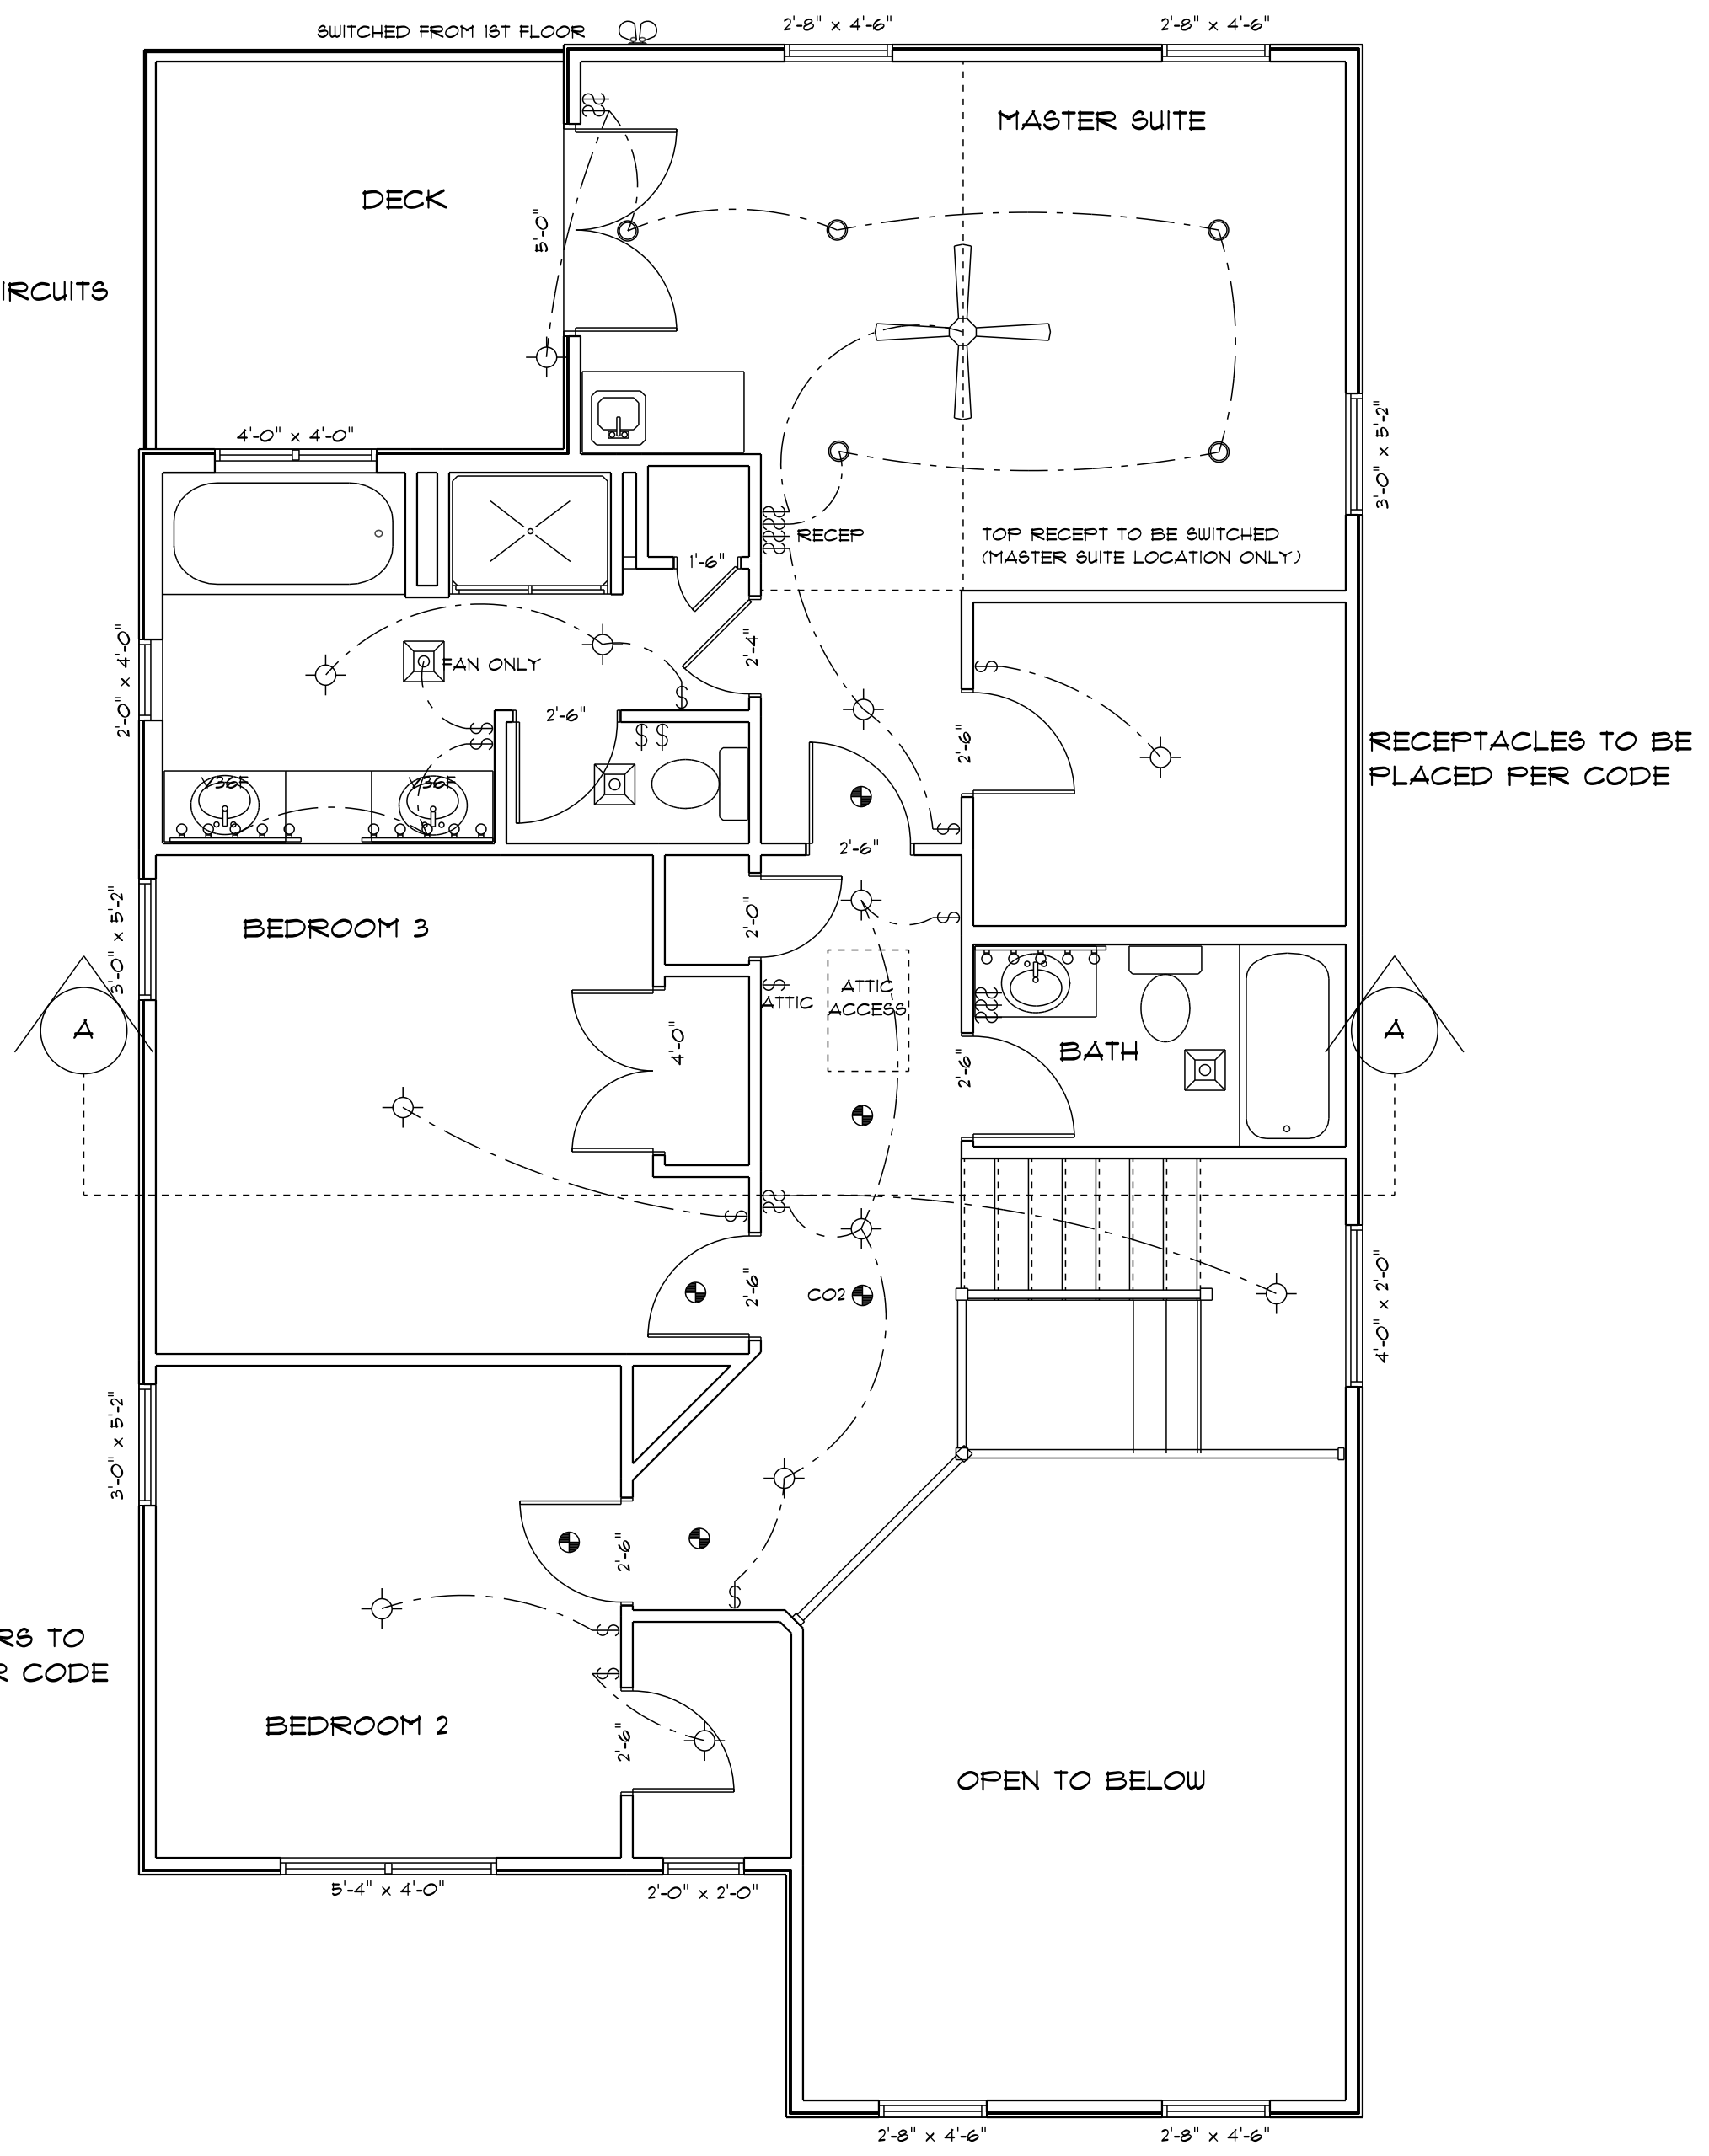 SWITCHED FROM 1ST FLOOR
2'-8" x 4'-6"
2'-8" x 4'-6"
MASTER SUITE
DECK
5'-0"
IRCUITS
4'-0" x 4'-0"
3'-0" x 5'-2"
RECEP
TOP RECEPT TO BE SWITCHED
(MASTER SUITE LOCATION ONLY)
1'-6"
2'-4"
2'-0" x 4'-0"
FAN ONLY
2'-6"
2'-6"
RECEPTACLES TO BE
PLACED PER CODE
V36F
V36F
2'-6"
BEDROOM 3
2'-0"
3'-0" x 5'-2"
ATTIC
ATTIC
ACCESS
A
A
4'-0"
BATH
2'-6"
2'-6"
CO2
4'-0" x 2'-0"
3'-0" x 5'-2"
2'-6"
RS TO
R CODE
BEDROOM 2
2'-6"
OPEN TO BELOW
5'-4" x 4'-0"
2'-0" x 2'-0"
2'-8" x 4'-6"
2'-8" x 4'-6"